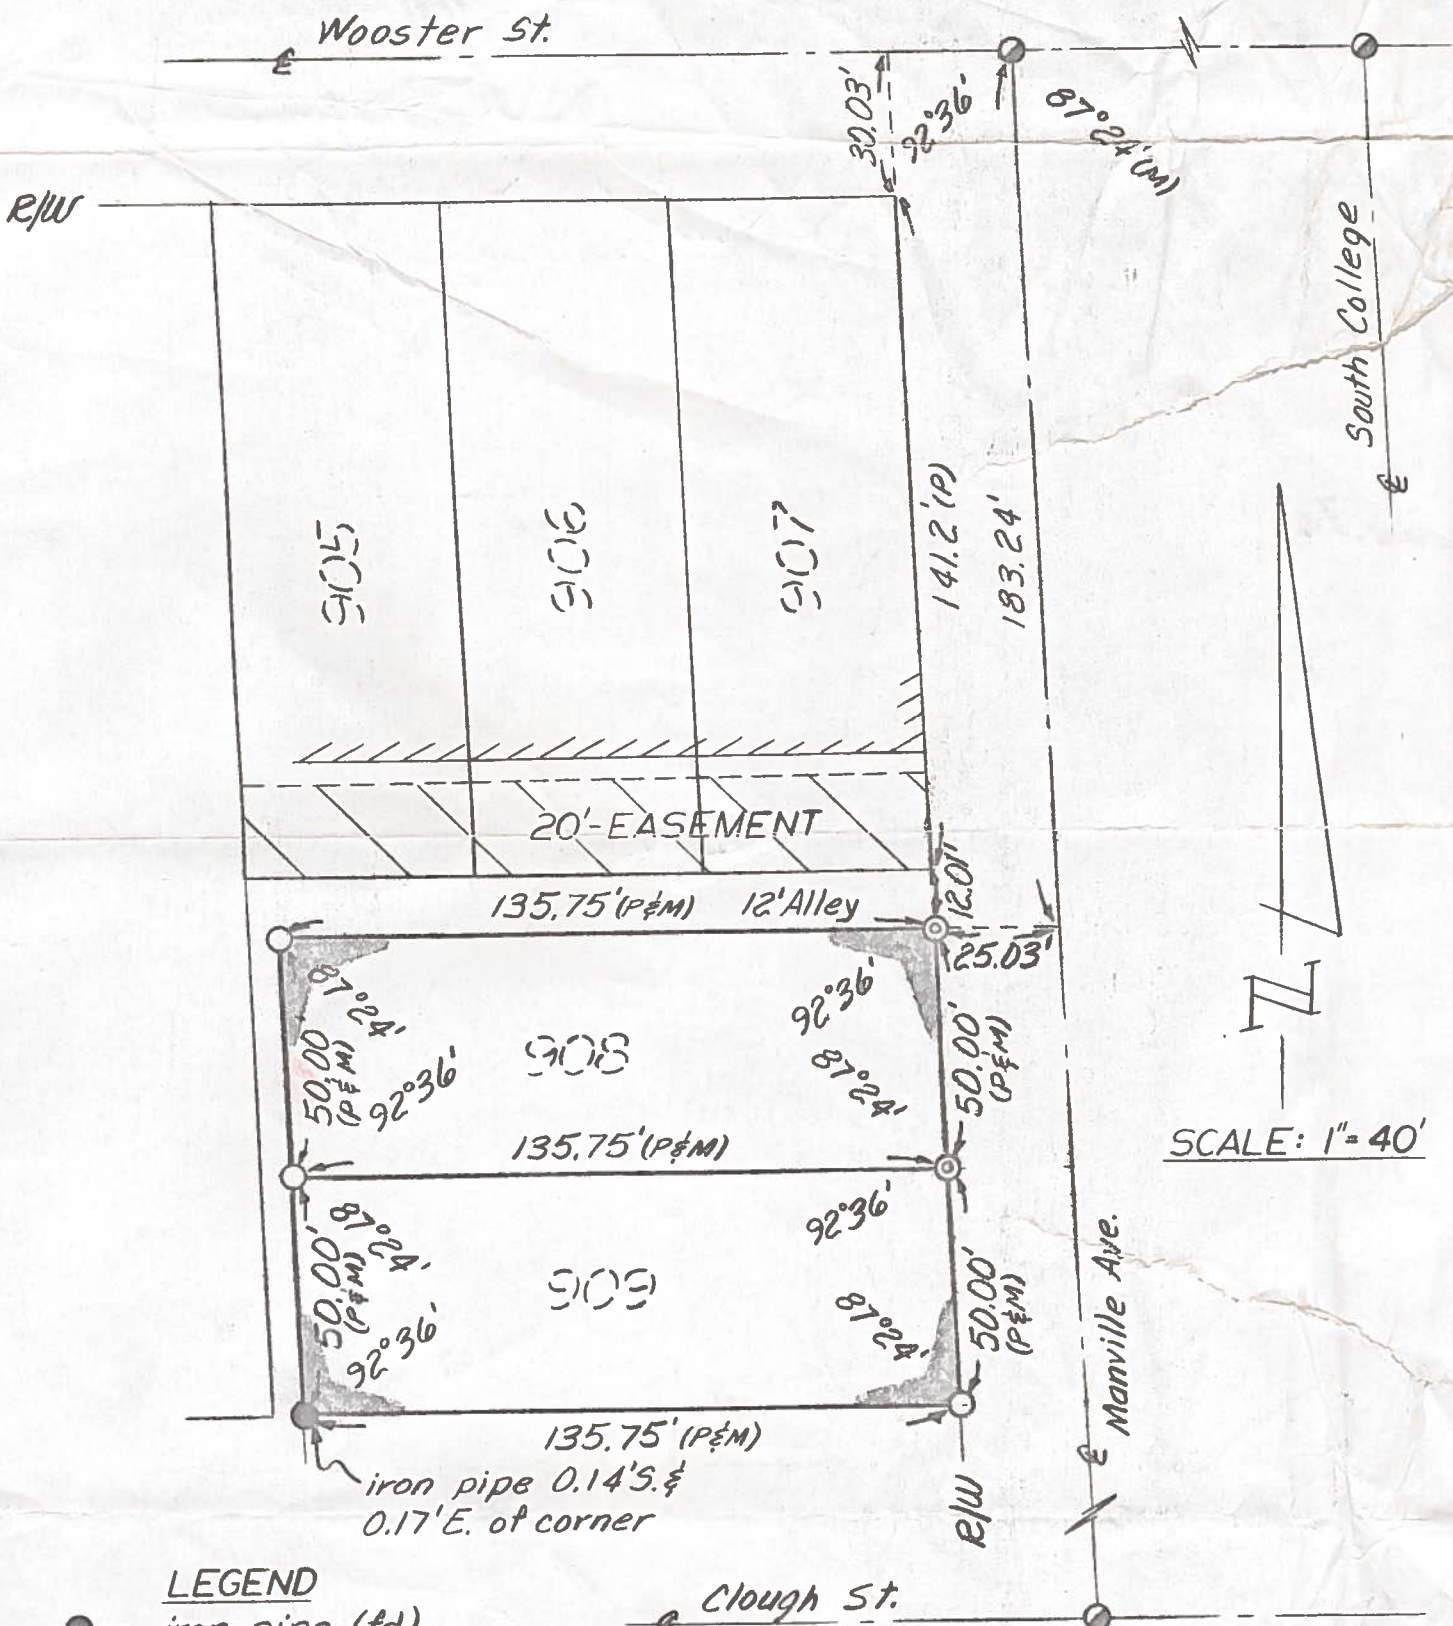 Wooster St.
℄
30.03'
92°36'
87°24'(M)
R/W
South College
℄
905
906
907
141.2'(P)
183.24'
20'-EASEMENT
12.01'
135.75'(P&M) 12'Alley
25.03'
87°24'
92°36'
50.00
(P&M)
908
50.00'
(P&M)
92°36'
87°24'
N
SCALE: 1"=40'
135.75'(P&M)
87°24'
92°36'
50.00'
(P&M)
909
50.00'
(P&M)
92°36'
87°24'
℄ Manville Ave.
135.75'(P&M)
iron pipe 0.14'S.&
0.17'E. of corner
R/W
LEGEND
iron pipe (fd)
Clough St.